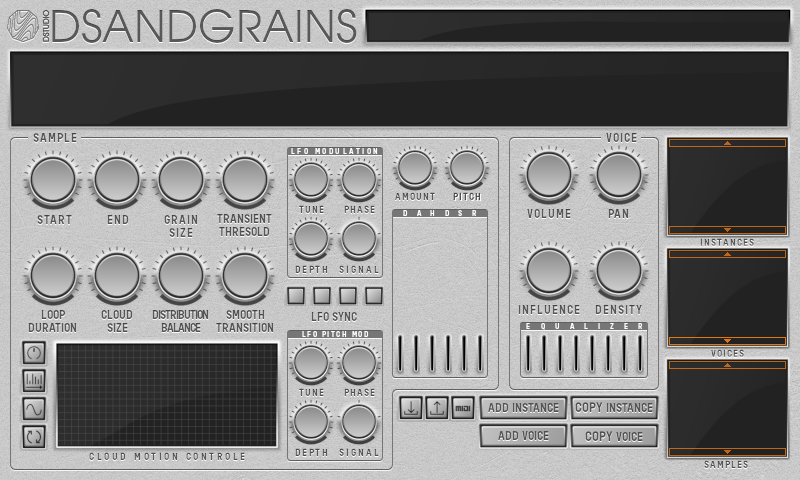 DSTUDIO
DSANDGRAINS
SAMPLE
START
END
GRAIN
SIZE
TRANSIENT
THRESOLD
LOOP
DURATION
CLOUD
SIZE
DISTRIBUTION
BALANCE
SMOOTH
TRANSITION
CLOUD MOTION CONTROLE
LFO MODULATION
TUNE
PHASE
DEPTH
SIGNAL
LFO SYNC
LFO PITCH MOD
TUNE
PHASE
DEPTH
SIGNAL
AMOUNT
PITCH
D A H D S R
VOICE
VOLUME
PAN
INFLUENCE
DENSITY
EQUALIZER
MIDI
ADD INSTANCE
COPY INSTANCE
ADD VOICE
COPY VOICE
INSTANCES
VOICES
SAMPLES